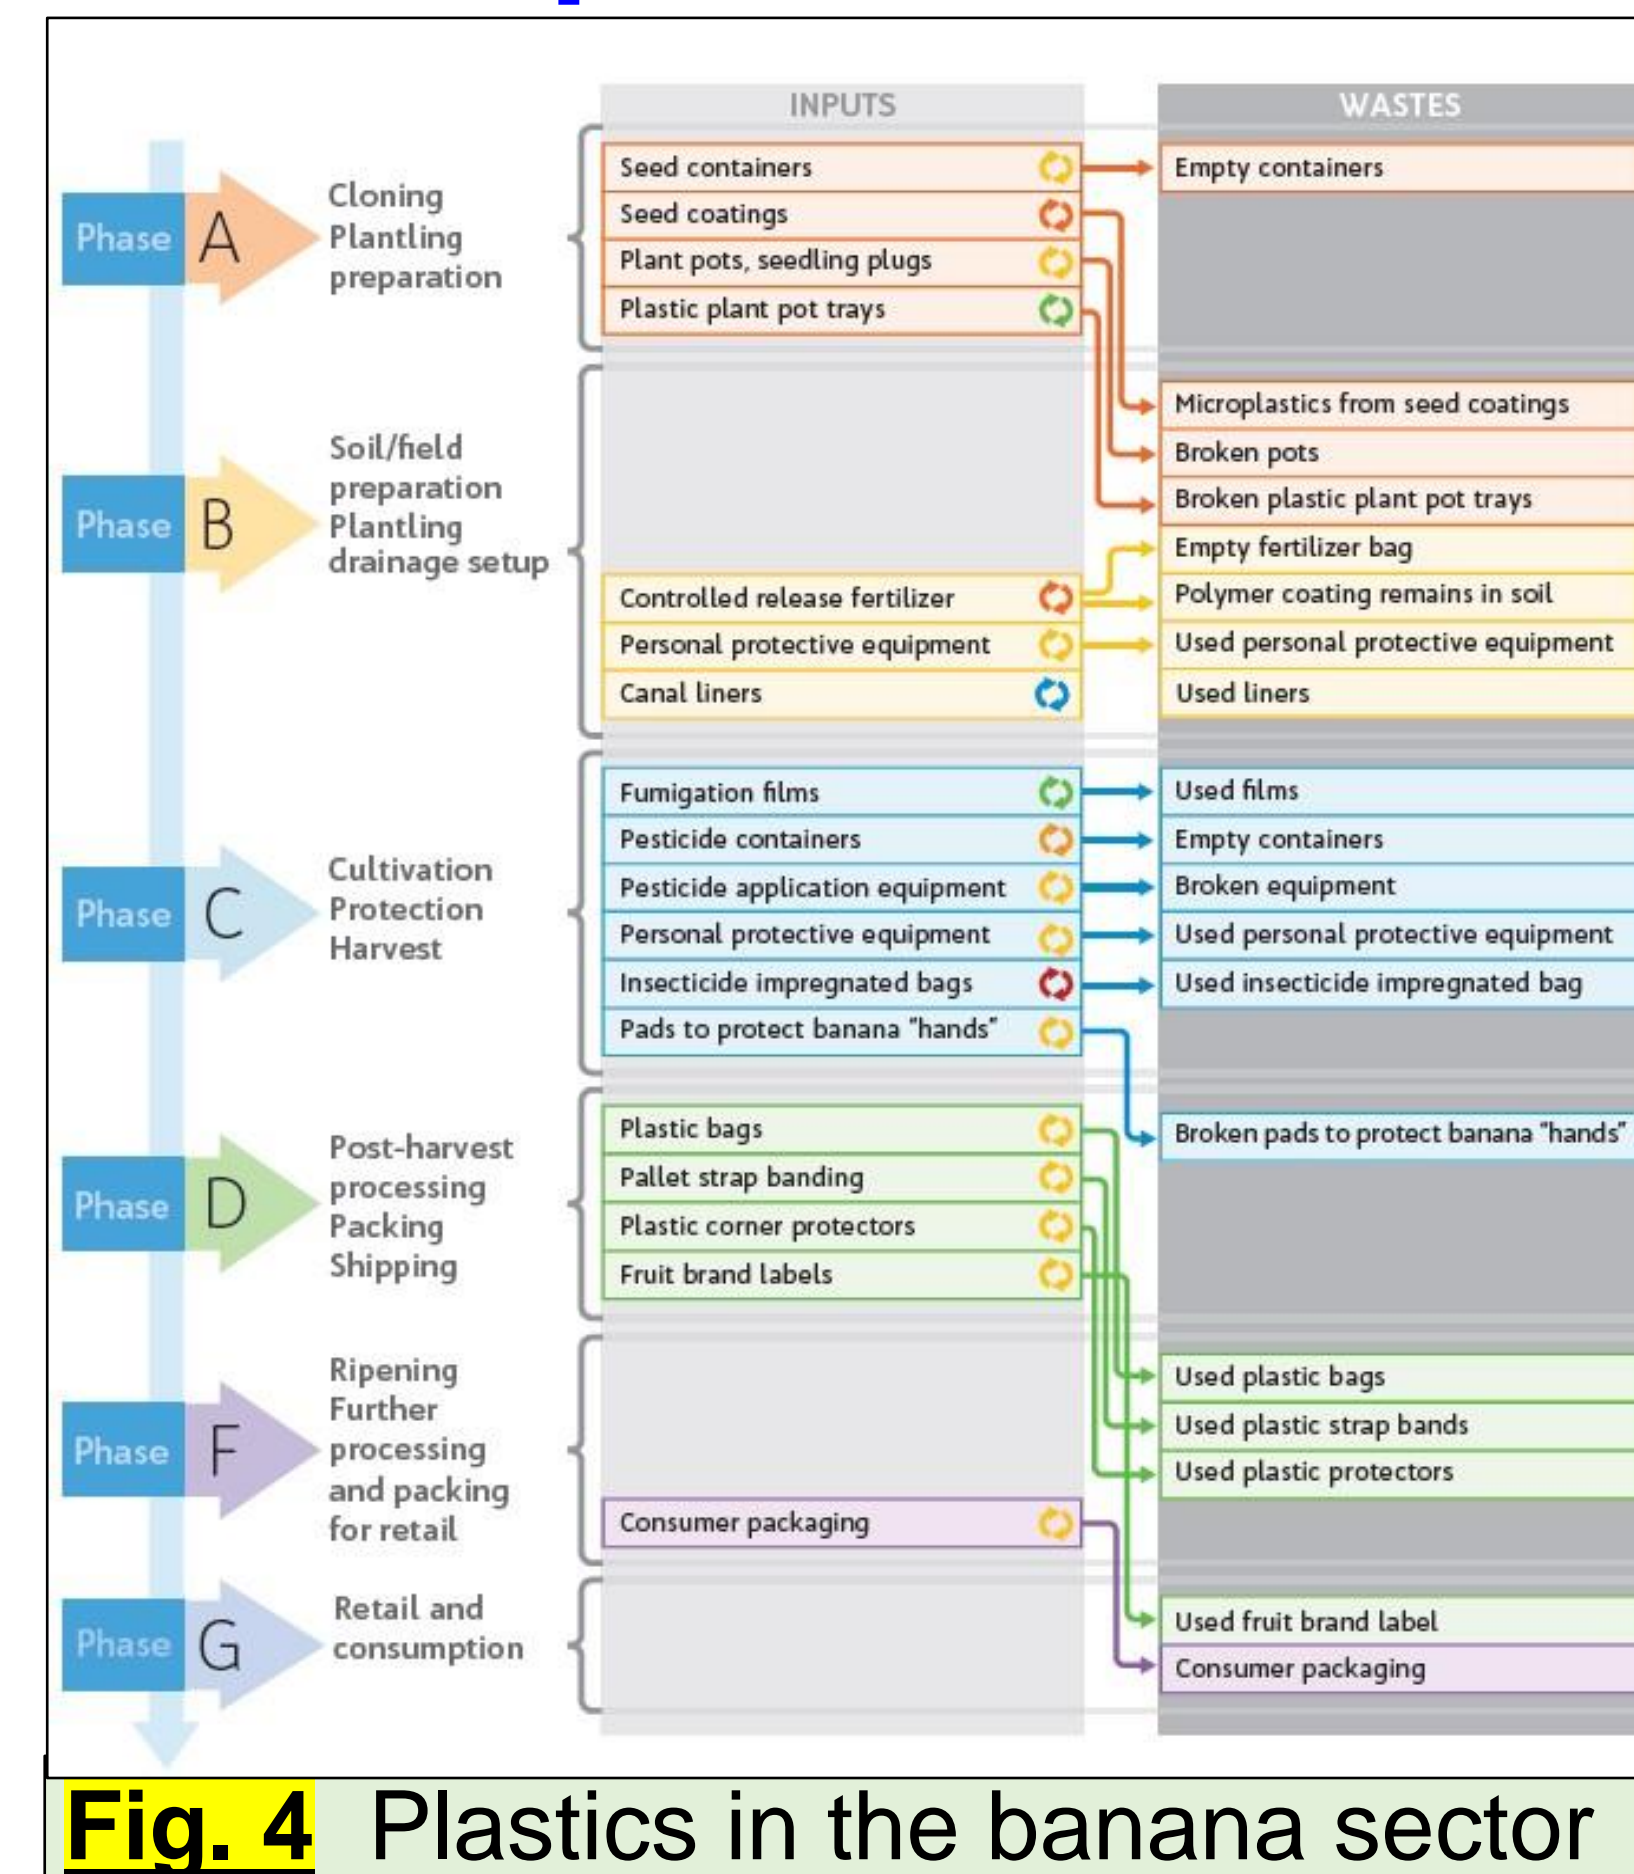 INPUTS
WASTES
Phase A
Cloning
Plantling
preparation
Seed containers
Seed coatings
Plant pots, seedling plugs
Plastic plant pot trays
Empty containers
Phase B
Soil/field
preparation
Plantling
drainage setup
Controlled release fertilizer
Personal protective equipment
Canal liners
Microplastics from seed coatings
Broken pots
Broken plastic plant pot trays
Empty fertilizer bag
Polymer coating remains in soil
Used personal protective equipment
Used liners
Phase C
Cultivation
Protection
Harvest
Fumigation films
Pesticide containers
Pesticide application equipment
Personal protective equipment
Insecticide impregnated bags
Pads to protect banana “hands”
Used films
Empty containers
Broken equipment
Used personal protective equipment
Used insecticide impregnated bag
Phase D
Post-harvest
processing
Packing
Shipping
Plastic bags
Pallet strap banding
Plastic corner protectors
Fruit brand labels
Broken pads to protect banana “hands”
Phase F
Ripening
Further
processing
and packing
for retail
Consumer packaging
Used plastic bags
Used plastic strap bands
Used plastic protectors
Phase G
Retail and
consumption
Used fruit brand label
Consumer packaging
Fig. 4 Plastics in the banana sector